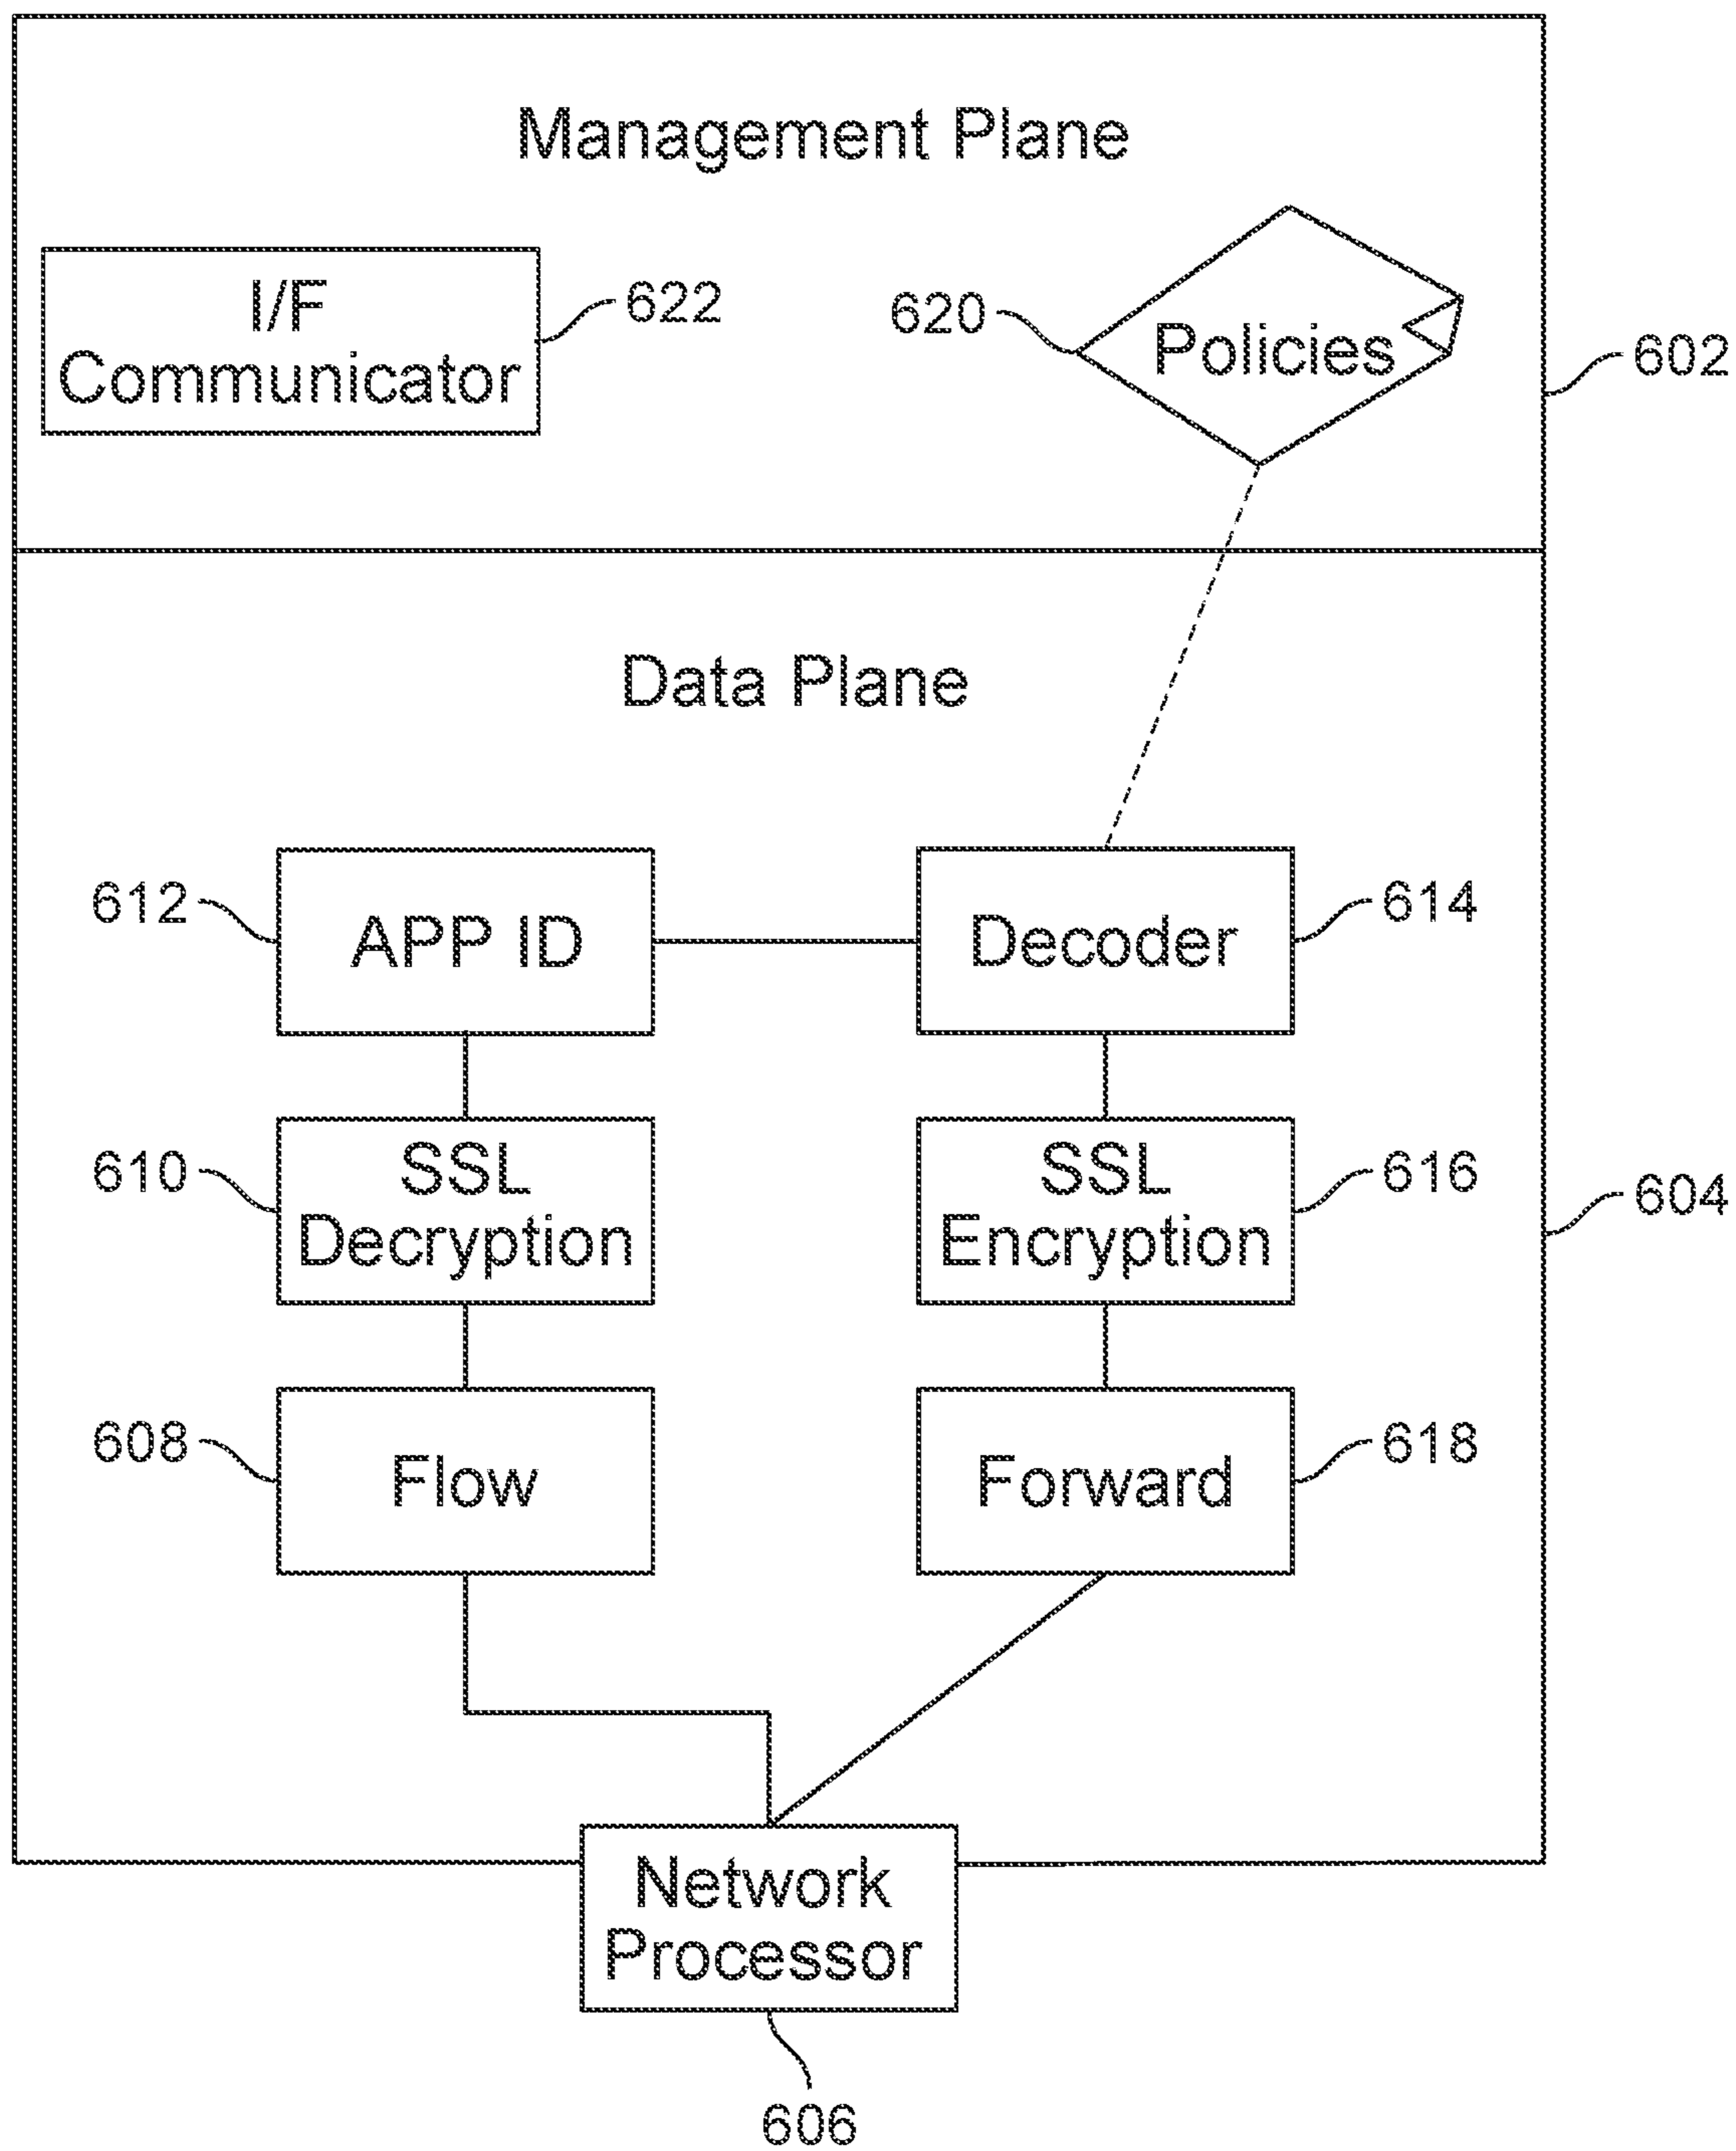 Management Plane
I/F
Communicator
622
620
Policies
602
Data Plane
612
APP ID
Decoder
614
610
SSL
Decryption
SSL
Encryption
616
604
608
Flow
Forward
618
Network
Processor
606